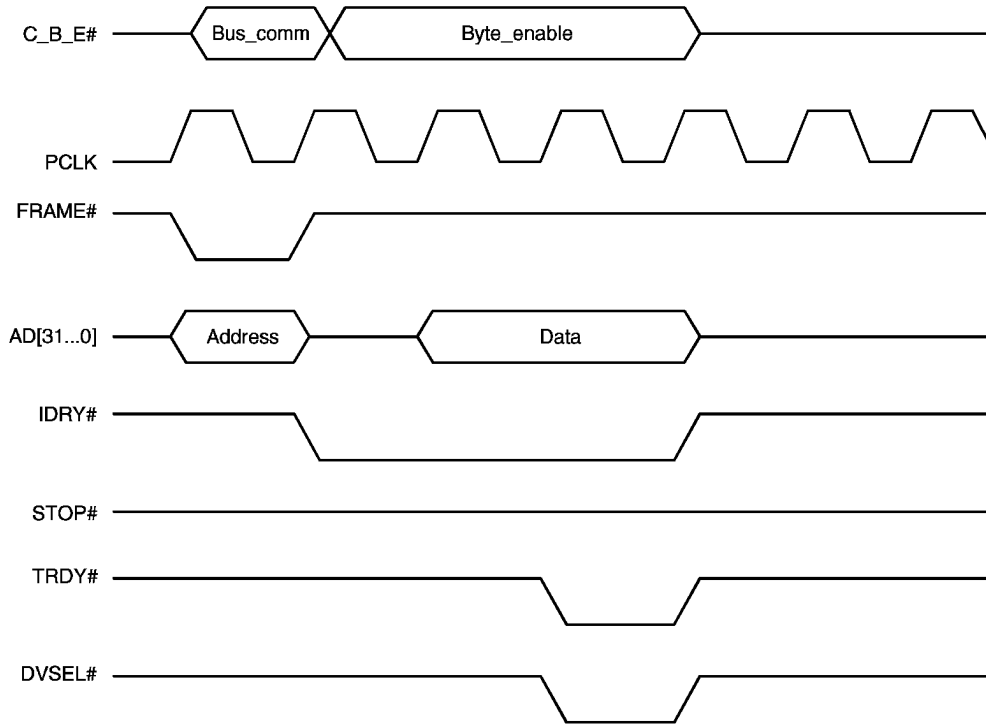 C_B_E# Bus_comm Byte_enable
PCLK
FRAME#
AD[31...0] Address Data
IDRY#
STOP#
TRDY#
DVSEL#